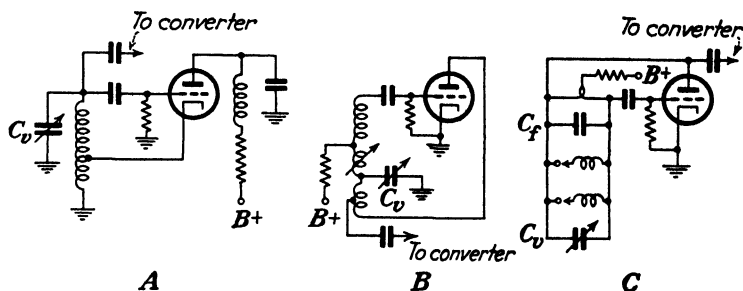 To converter
C_v
B+
A
B+
C_v
To converter
B
To converter
B+
C_f
C_v
C